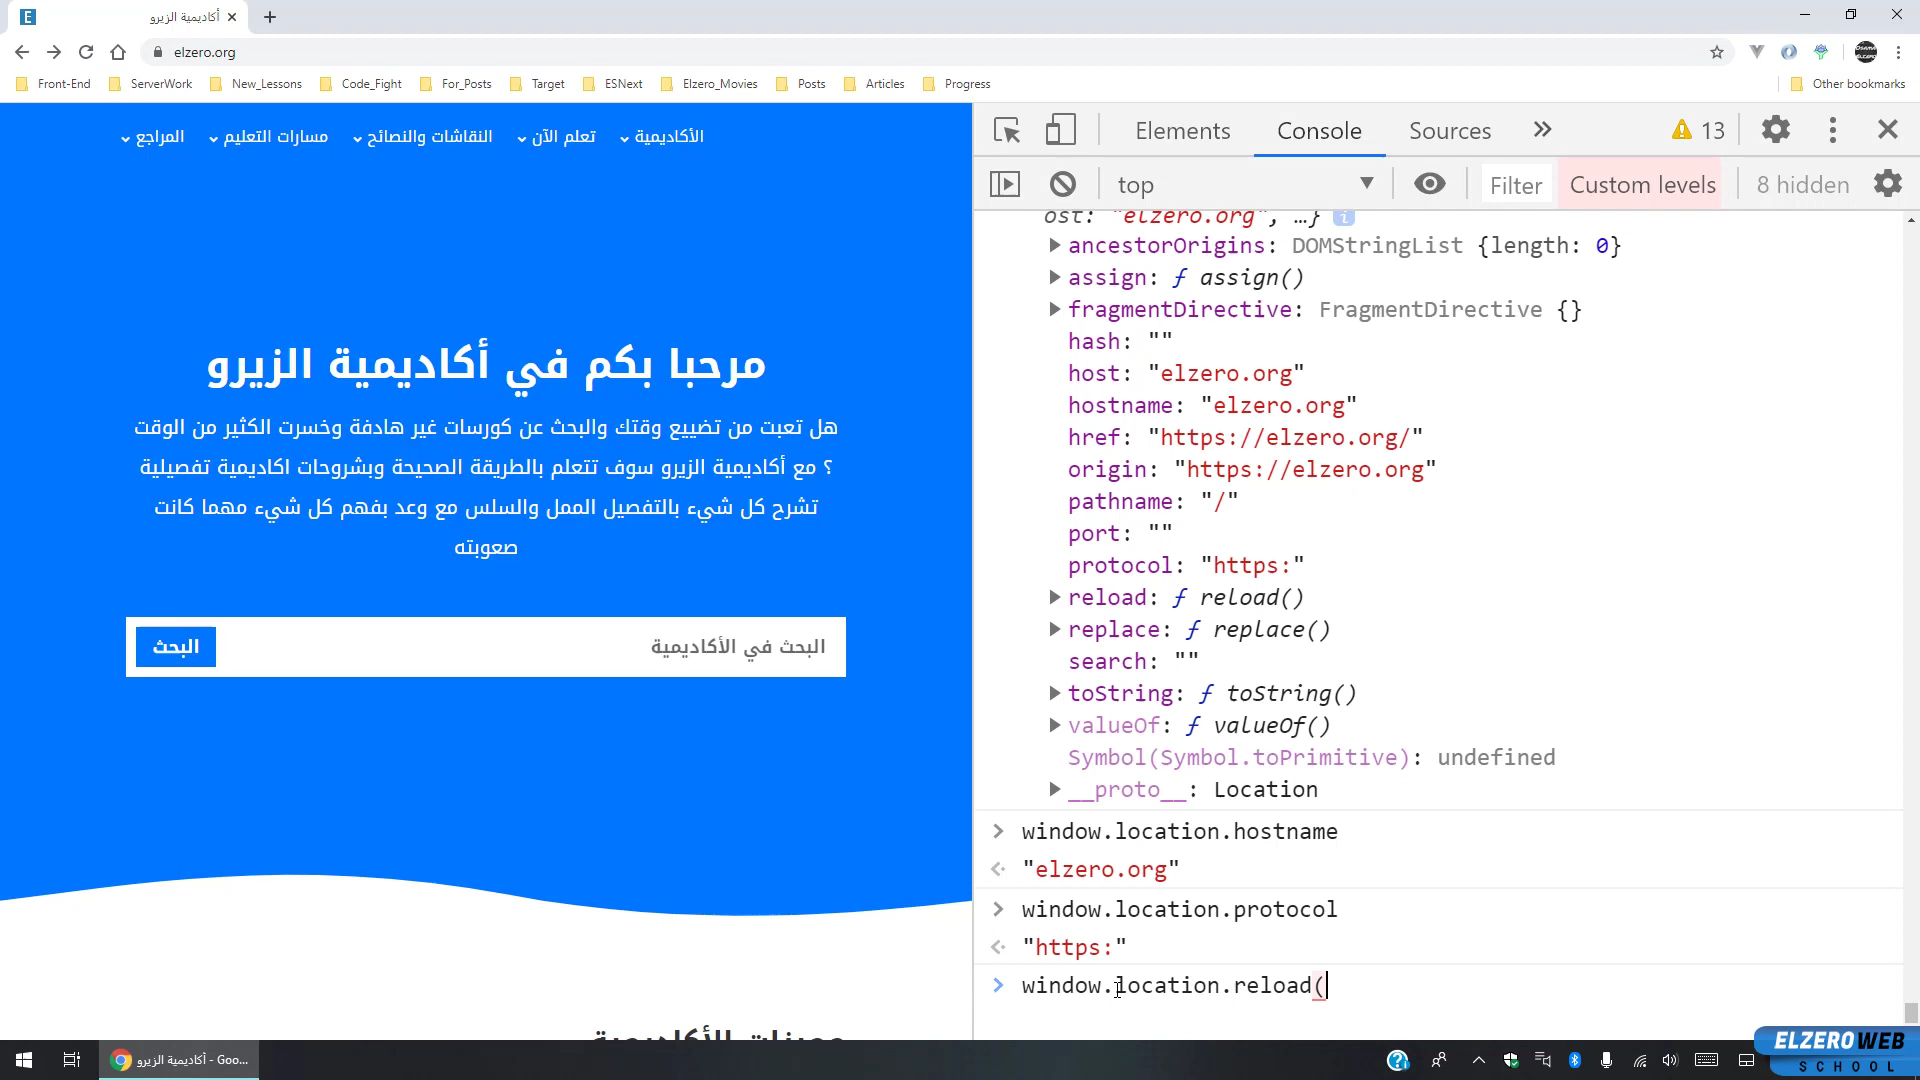 أكاديمية الزيرو
elzero.org
Front-End ServerWork New_Lessons Code_Fight For_Posts Target ESNext Elzero_Movies Posts Articles Progress Other bookmarks
الأكاديمية تعلم الآن النقاشات والنصائح مسارات التعليم المراجع
مرحبا بكم في أكاديمية الزيرو
هل تعبت من تضييع وقتك والبحث عن كورسات غير هادفة وخسرت الكثير من الوقت
؟ مع أكاديمية الزيرو سوف تتعلم بالطريقة الصحيحة وبشروحات اكاديمية تفصيلية
تشرح كل شيء بالتفصيل الممل والسلس مع وعد بفهم كل شيء مهما كانت
صعوبته
البحث في الأكاديمية
البحث
مميزات الأكاديمية
Elements Console Sources » 13
top Filter Custom levels 8 hidden
ost: "elzero.org", …}
ancestorOrigins: DOMStringList {length: 0}
assign: ƒ assign()
fragmentDirective: FragmentDirective {}
hash: ""
host: "elzero.org"
hostname: "elzero.org"
href: "https://elzero.org/"
origin: "https://elzero.org"
pathname: "/"
port: ""
protocol: "https:"
reload: ƒ reload()
replace: ƒ replace()
search: ""
toString: ƒ toString()
valueOf: ƒ valueOf()
Symbol(Symbol.toPrimitive): undefined
__proto__: Location
window.location.hostname
"elzero.org"
window.location.protocol
"https:"
window.location.reload(
أكاديمية الزيرو - Goo...
ELZEROWEB
SCHOOL